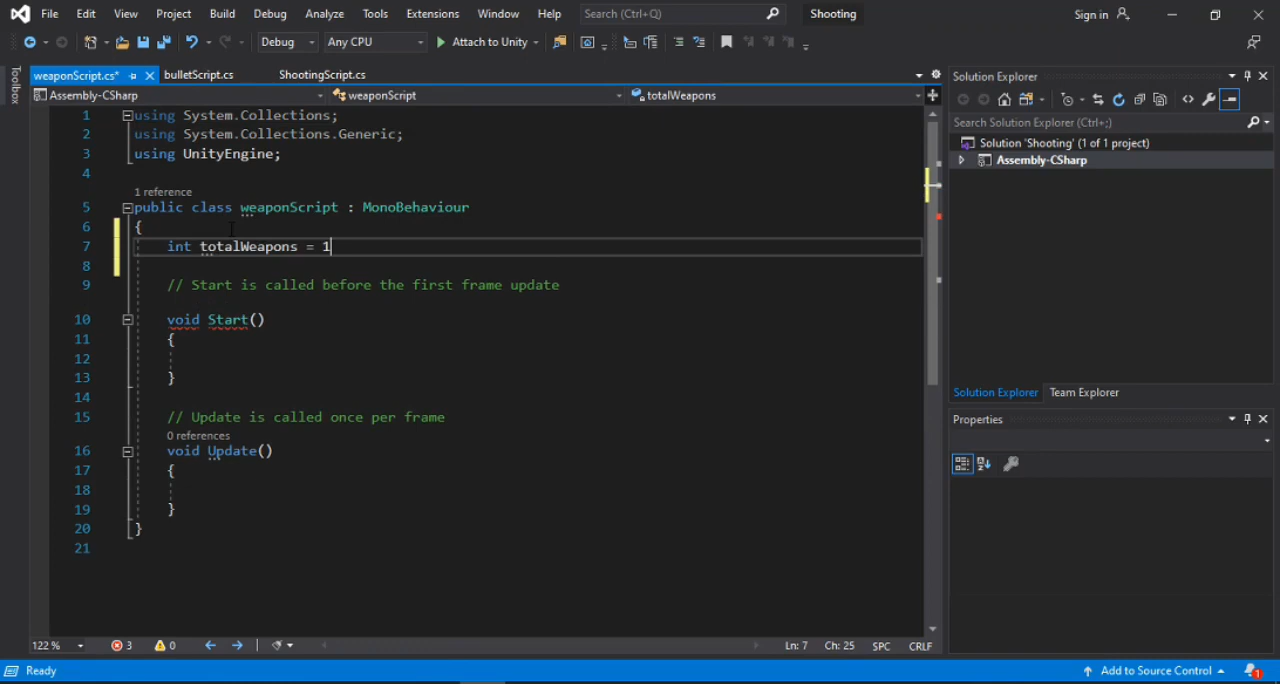 File Edit View Project Build Debug Analyze Tools Extensions Window Help Search (Ctrl+Q) Shooting Sign in
Debug Any CPU Attach to Unity
Toolbox
weaponScript.cs* bulletScript.cs ShootingScript.cs
Assembly-CSharp weaponScript totalWeapons
1 using System.Collections;
2 using System.Collections.Generic;
3 using UnityEngine;
4
1 reference
5 public class weaponScript : MonoBehaviour
6 {
7 int totalWeapons = 1
8
9 // Start is called before the first frame update
10 void Start()
11 {
12
13 }
14
15 // Update is called once per frame
0 references
16 void Update()
17 {
18
19 }
20 }
21
122 % 3 0 Ln: 7 Ch: 25 SPC CRLF
Solution Explorer
Search Solution Explorer (Ctrl+;)
Solution 'Shooting' (1 of 1 project)
Assembly-CSharp
Solution Explorer Team Explorer
Properties
Ready Add to Source Control 1